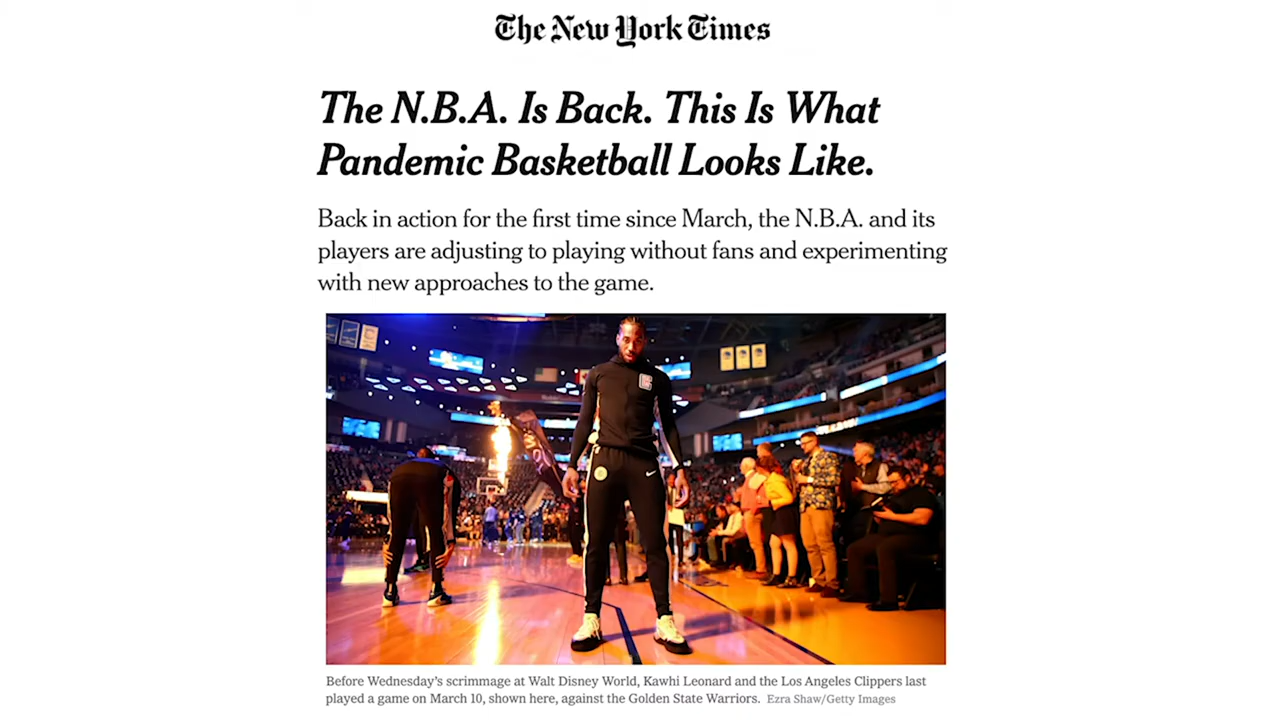 The New York Times
The N.B.A. Is Back. This Is What
Pandemic Basketball Looks Like.
Back in action for the first time since March, the N.B.A. and its
players are adjusting to playing without fans and experimenting
with new approaches to the game.
Before Wednesday's scrimmage at Walt Disney World, Kawhi Leonard and the Los Angeles Clippers last
played a game on March 10, shown here, against the Golden State Warriors. Ezra Shaw/Getty Images